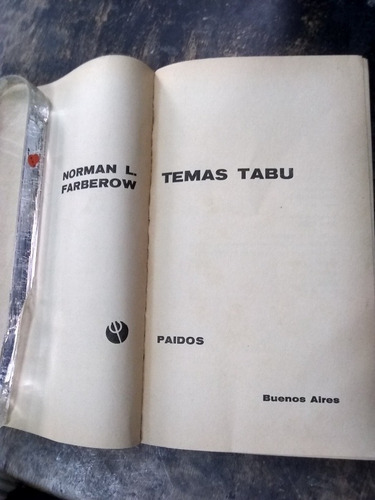 NORMAN L.
FARBEROW
TEMAS TABU
PAIDOS
Buenos Aires